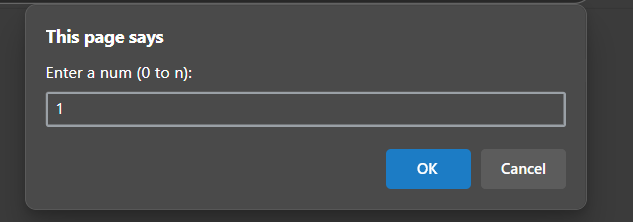 This page says
Enter a num (0 to n):
1
OK
Cancel